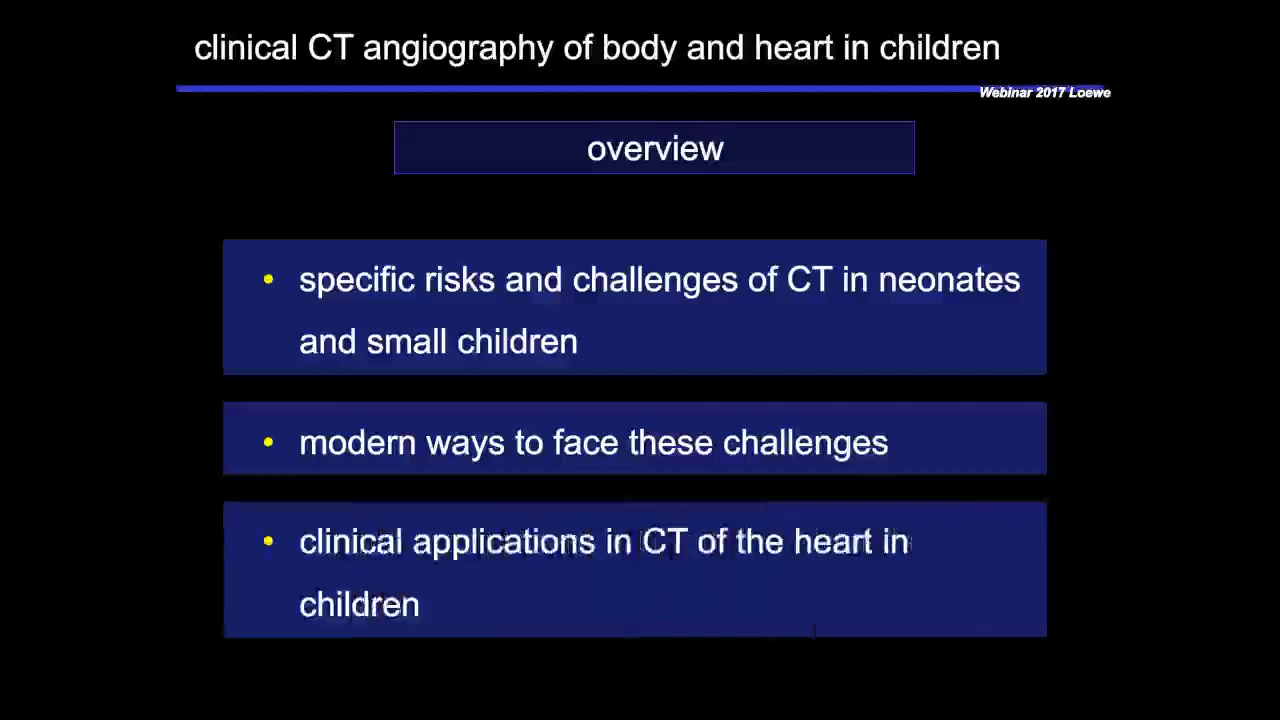 clinical CT angiography of body and heart in children
Webinar 2017 Loewe
overview
• specific risks and challenges of CT in neonates
and small children
• modern ways to face these challenges
• clinical applications in CT of the heart in
children